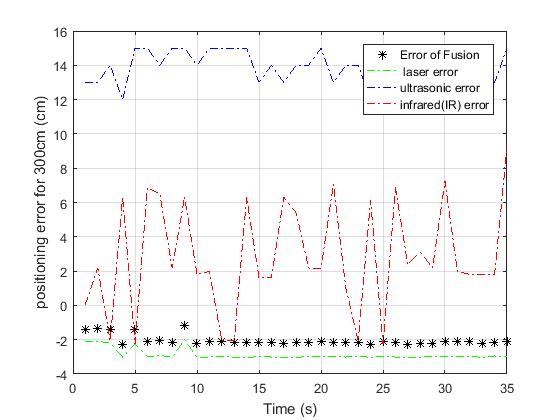 16
14
12
10
8
6
4
2
0
-2
-4
positioning error for 300cm (cm)
Error of Fusion
laser error
ultrasonic error
infrared(IR) error
0 5 10 15 20 25 30 35
Time (s)